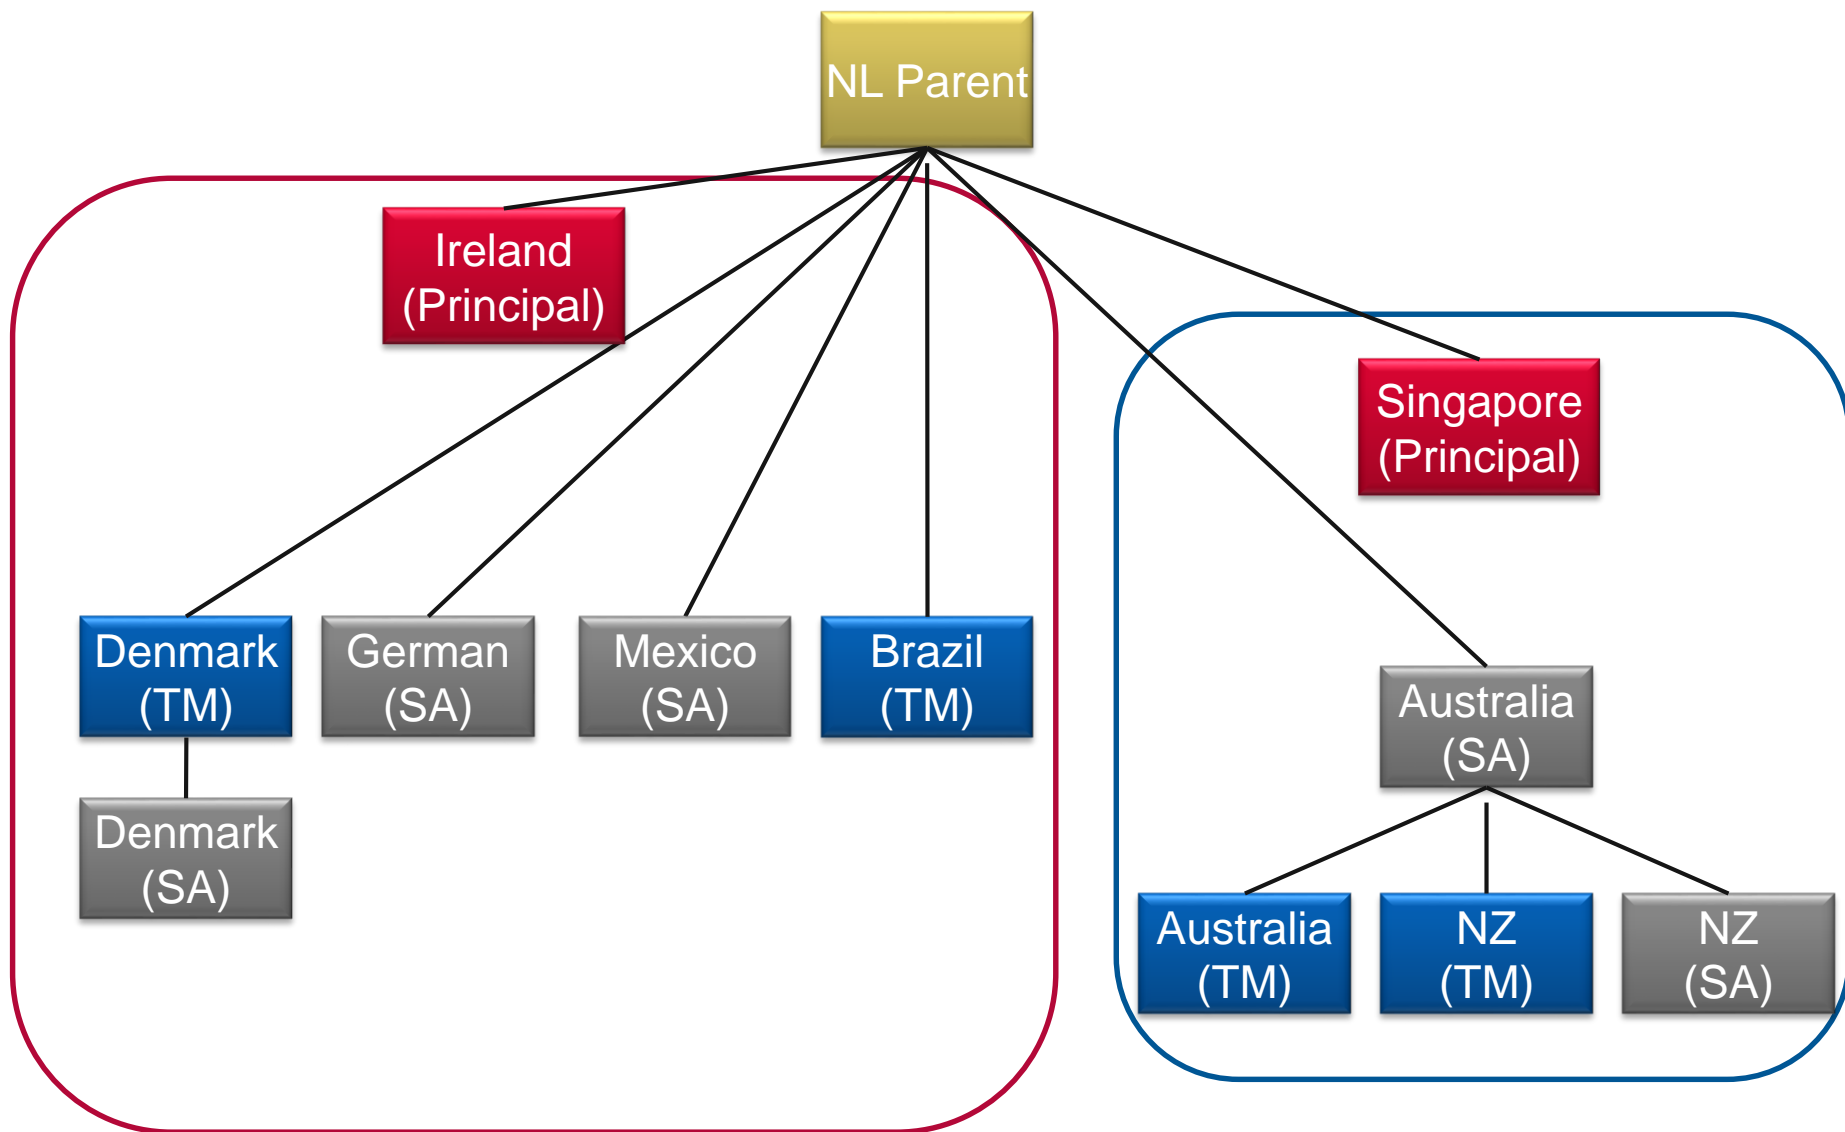 NL Parent
Ireland
(Principal)
Singapore
(Principal)
Denmark
(TM)
German
(SA)
Mexico
(SA)
Brazil
(TM)
Australia
(SA)
Denmark
(SA)
Australia
(TM)
NZ
(TM)
NZ
(SA)